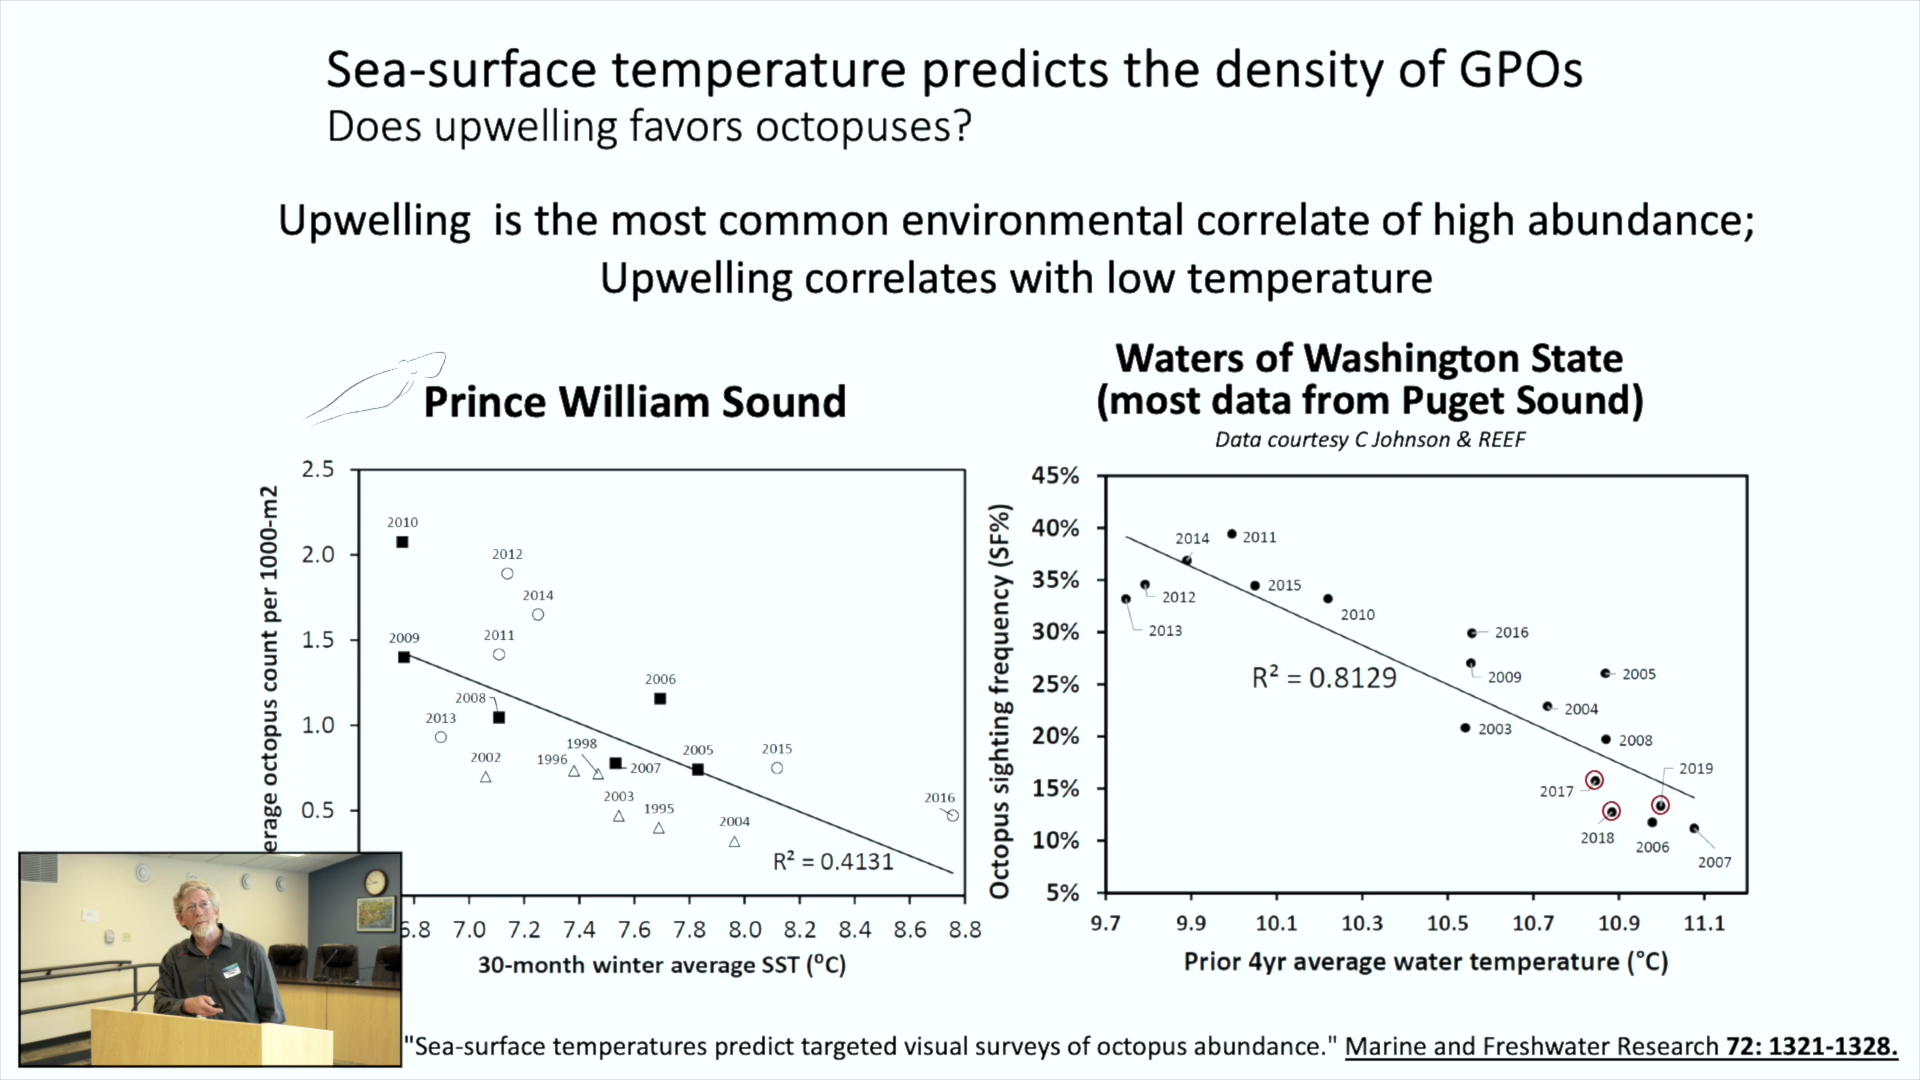 Sea-surface temperature predicts the density of GPOs
Does upwelling favors octopuses?
Upwelling is the most common environmental correlate of high abundance;
Upwelling correlates with low temperature
Prince William Sound
erage octopus count per 1000-m2
2.5
2.0
1.5
1.0
0.5
2010
2012
2014
2011
2009
2006
2008
2013
2002
1996
1998
2007
2005
2015
2003
1995
2004
2016
R² = 0.4131
6.8 7.0 7.2 7.4 7.6 7.8 8.0 8.2 8.4 8.6 8.8
30-month winter average SST (⁰C)
Waters of Washington State
(most data from Puget Sound)
Data courtesy C Johnson & REEF
Octopus sighting frequency (SF%)
45%
40%
35%
30%
25%
20%
15%
10%
5%
2014
2011
2012
2015
2013
2010
2016
2009
2005
2004
2003
2008
2019
2017
2018
2006
2007
R² = 0.8129
9.7 9.9 10.1 10.3 10.5 10.7 10.9 11.1
Prior 4yr average water temperature (°C)
"Sea-surface temperatures predict targeted visual surveys of octopus abundance." Marine and Freshwater Research 72: 1321-1328.